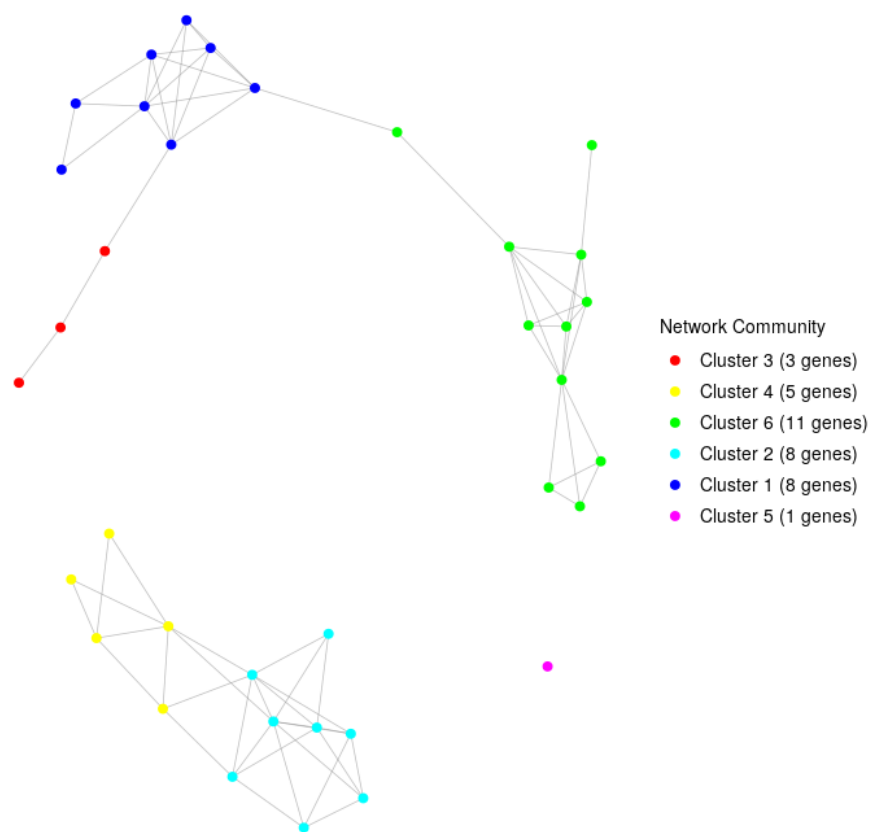 Network Community
Cluster 3 (3 genes)
Cluster 4 (5 genes)
Cluster 6 (11 genes)
Cluster 2 (8 genes)
Cluster 1 (8 genes)
Cluster 5 (1 genes)